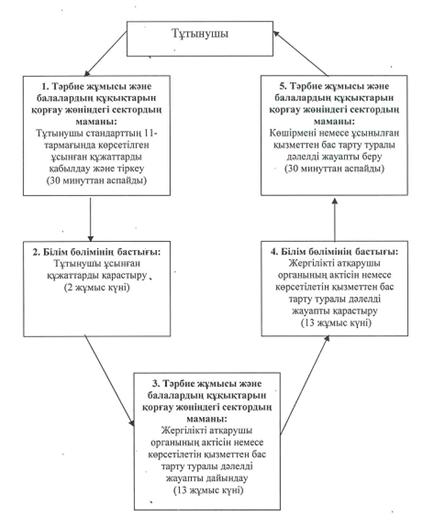 Тұтынушы
1. Тәрбие жұмысы және
балалардың құқықтарын
қорғау жөніндегі сектордың
маманы:
Тұтынушы стандарттың 11-
тармағында көрсетілген
ұсынған құжаттарды
қабылдау және тіркеу
(30 минуттан аспайды)
2. Білім бөлімінің бастығы:
Тұтынушы ұсынған
құжаттарды қарастыру
(2 жұмыс күні)
3. Тәрбие жұмысы және
балалардың құқықтарын
қорғау жөніндегі сектордың
маманы:
Жергілікті атқарушы
органының актісін немесе
көрсетілетін қызметтен бас
тарту туралы дәлелді
жауапты дайындау
(13 жұмыс күні)
4. Білім бөлімінің бастығы:
Жергілікті атқарушы
органының актісін немесе
көрсетілетін қызметтен бас
тарту туралы дәлелді
жауапты қарастыру
(13 жұмыс күні)
5. Тәрбие жұмысы және
балалардың құқықтарын
қорғау жөніндегі сектордың
маманы:
Көшірмені немесе ұсынылған
қызметтен бас тарту туралы
дәлелді жауапты беру
(30 минуттан аспайды)